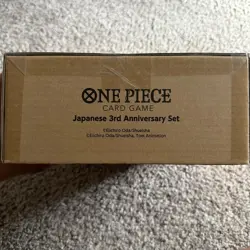 ONE PIECE
CARD GAME
Japanese 3rd Anniversary Set
©Eiichiro Oda/Shueisha
©Eiichiro Oda/Shueisha, Toei Animation